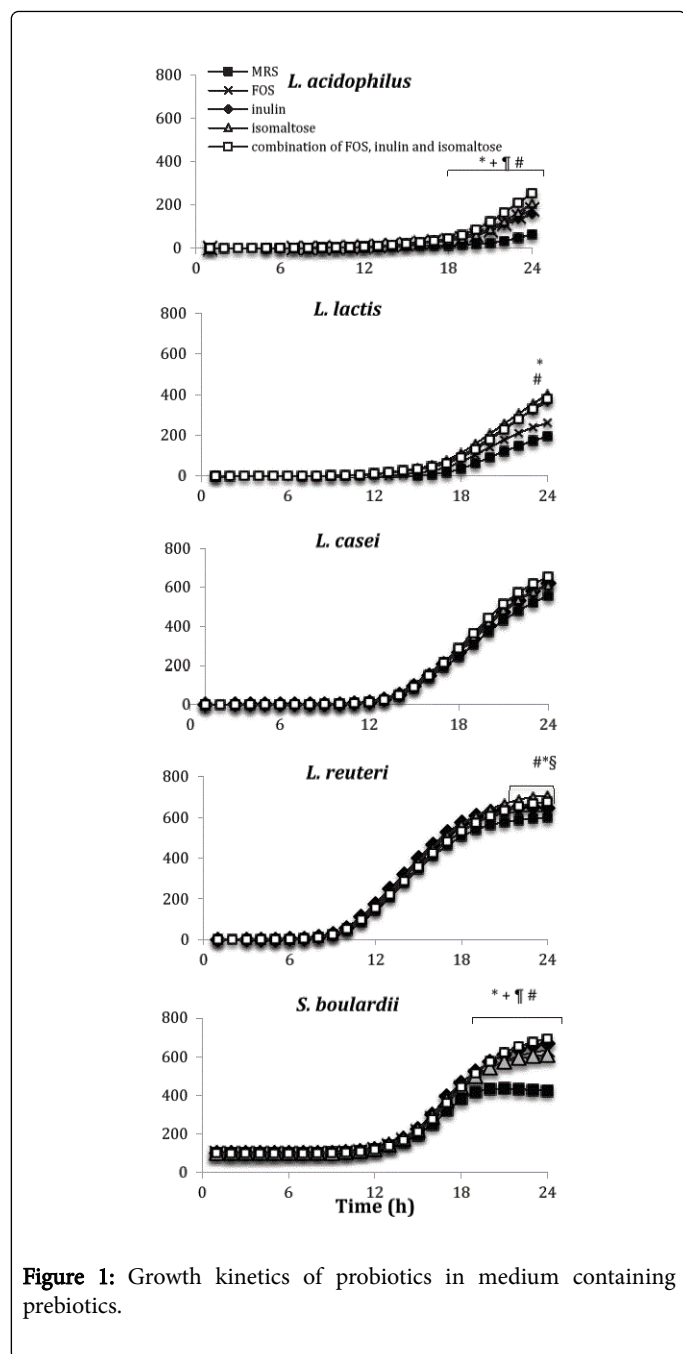 800
MRS
L. acidophilus
FOS
600
inulin
isomaltose
400
combination of FOS, inulin and isomaltose
* + ¶ #
200
0
0 6 12 18 24
L. lactis
800
600
*
#
400
200
0
0 6 12 18 24
L. casei
800
600
400
200
0
0 6 12 18 24
#*§
L. reuteri
800
600
400
200
0
0 6 12 18 24
* + ¶ #
S. boulardii
800
600
400
200
0
0 6 12 18 24
Time (h)
Figure 1: Growth kinetics of probiotics in medium containing
prebiotics.